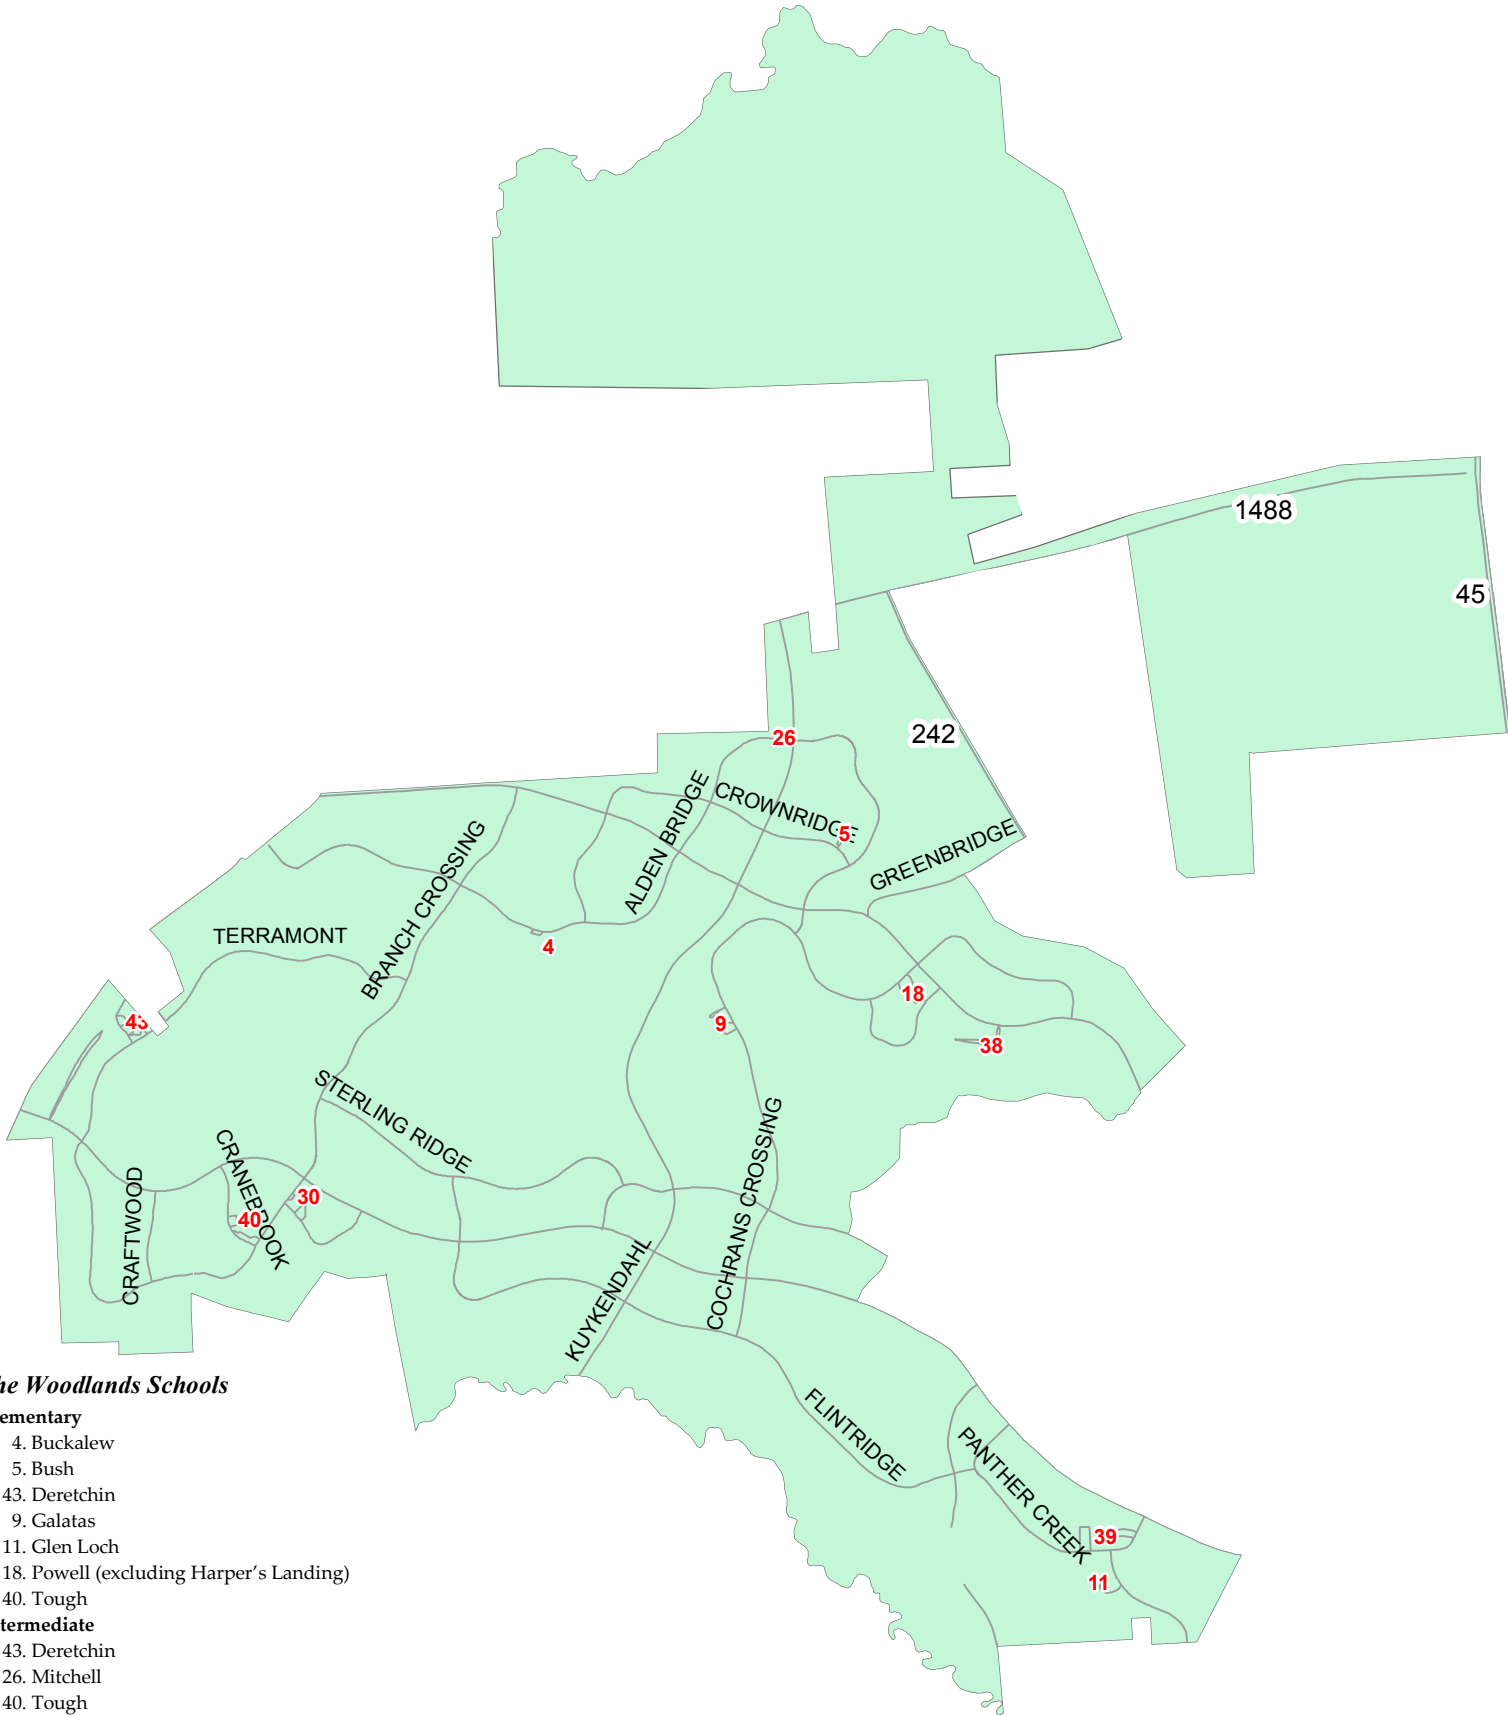 1488
45
242
26
CROWNRIDGE
5
ALDEN BRIDGE
GREENBRIDGE
BRANCH CROSSING
TERRAMONT
4
18
43
9
38
STERLING RIDGE
COCHRANS CROSSING
CRANEBROOK
CRAFTWOOD
30
40
KUYKENDAHL
FLINTRIDGE
PANTHER CREEK
39
11
he Woodlands Schools
ementary
4. Buckalew
5. Bush
43. Deretchin
9. Galatas
11. Glen Loch
18. Powell (excluding Harper's Landing)
40. Tough
termediate
43. Deretchin
26. Mitchell
40. Tough